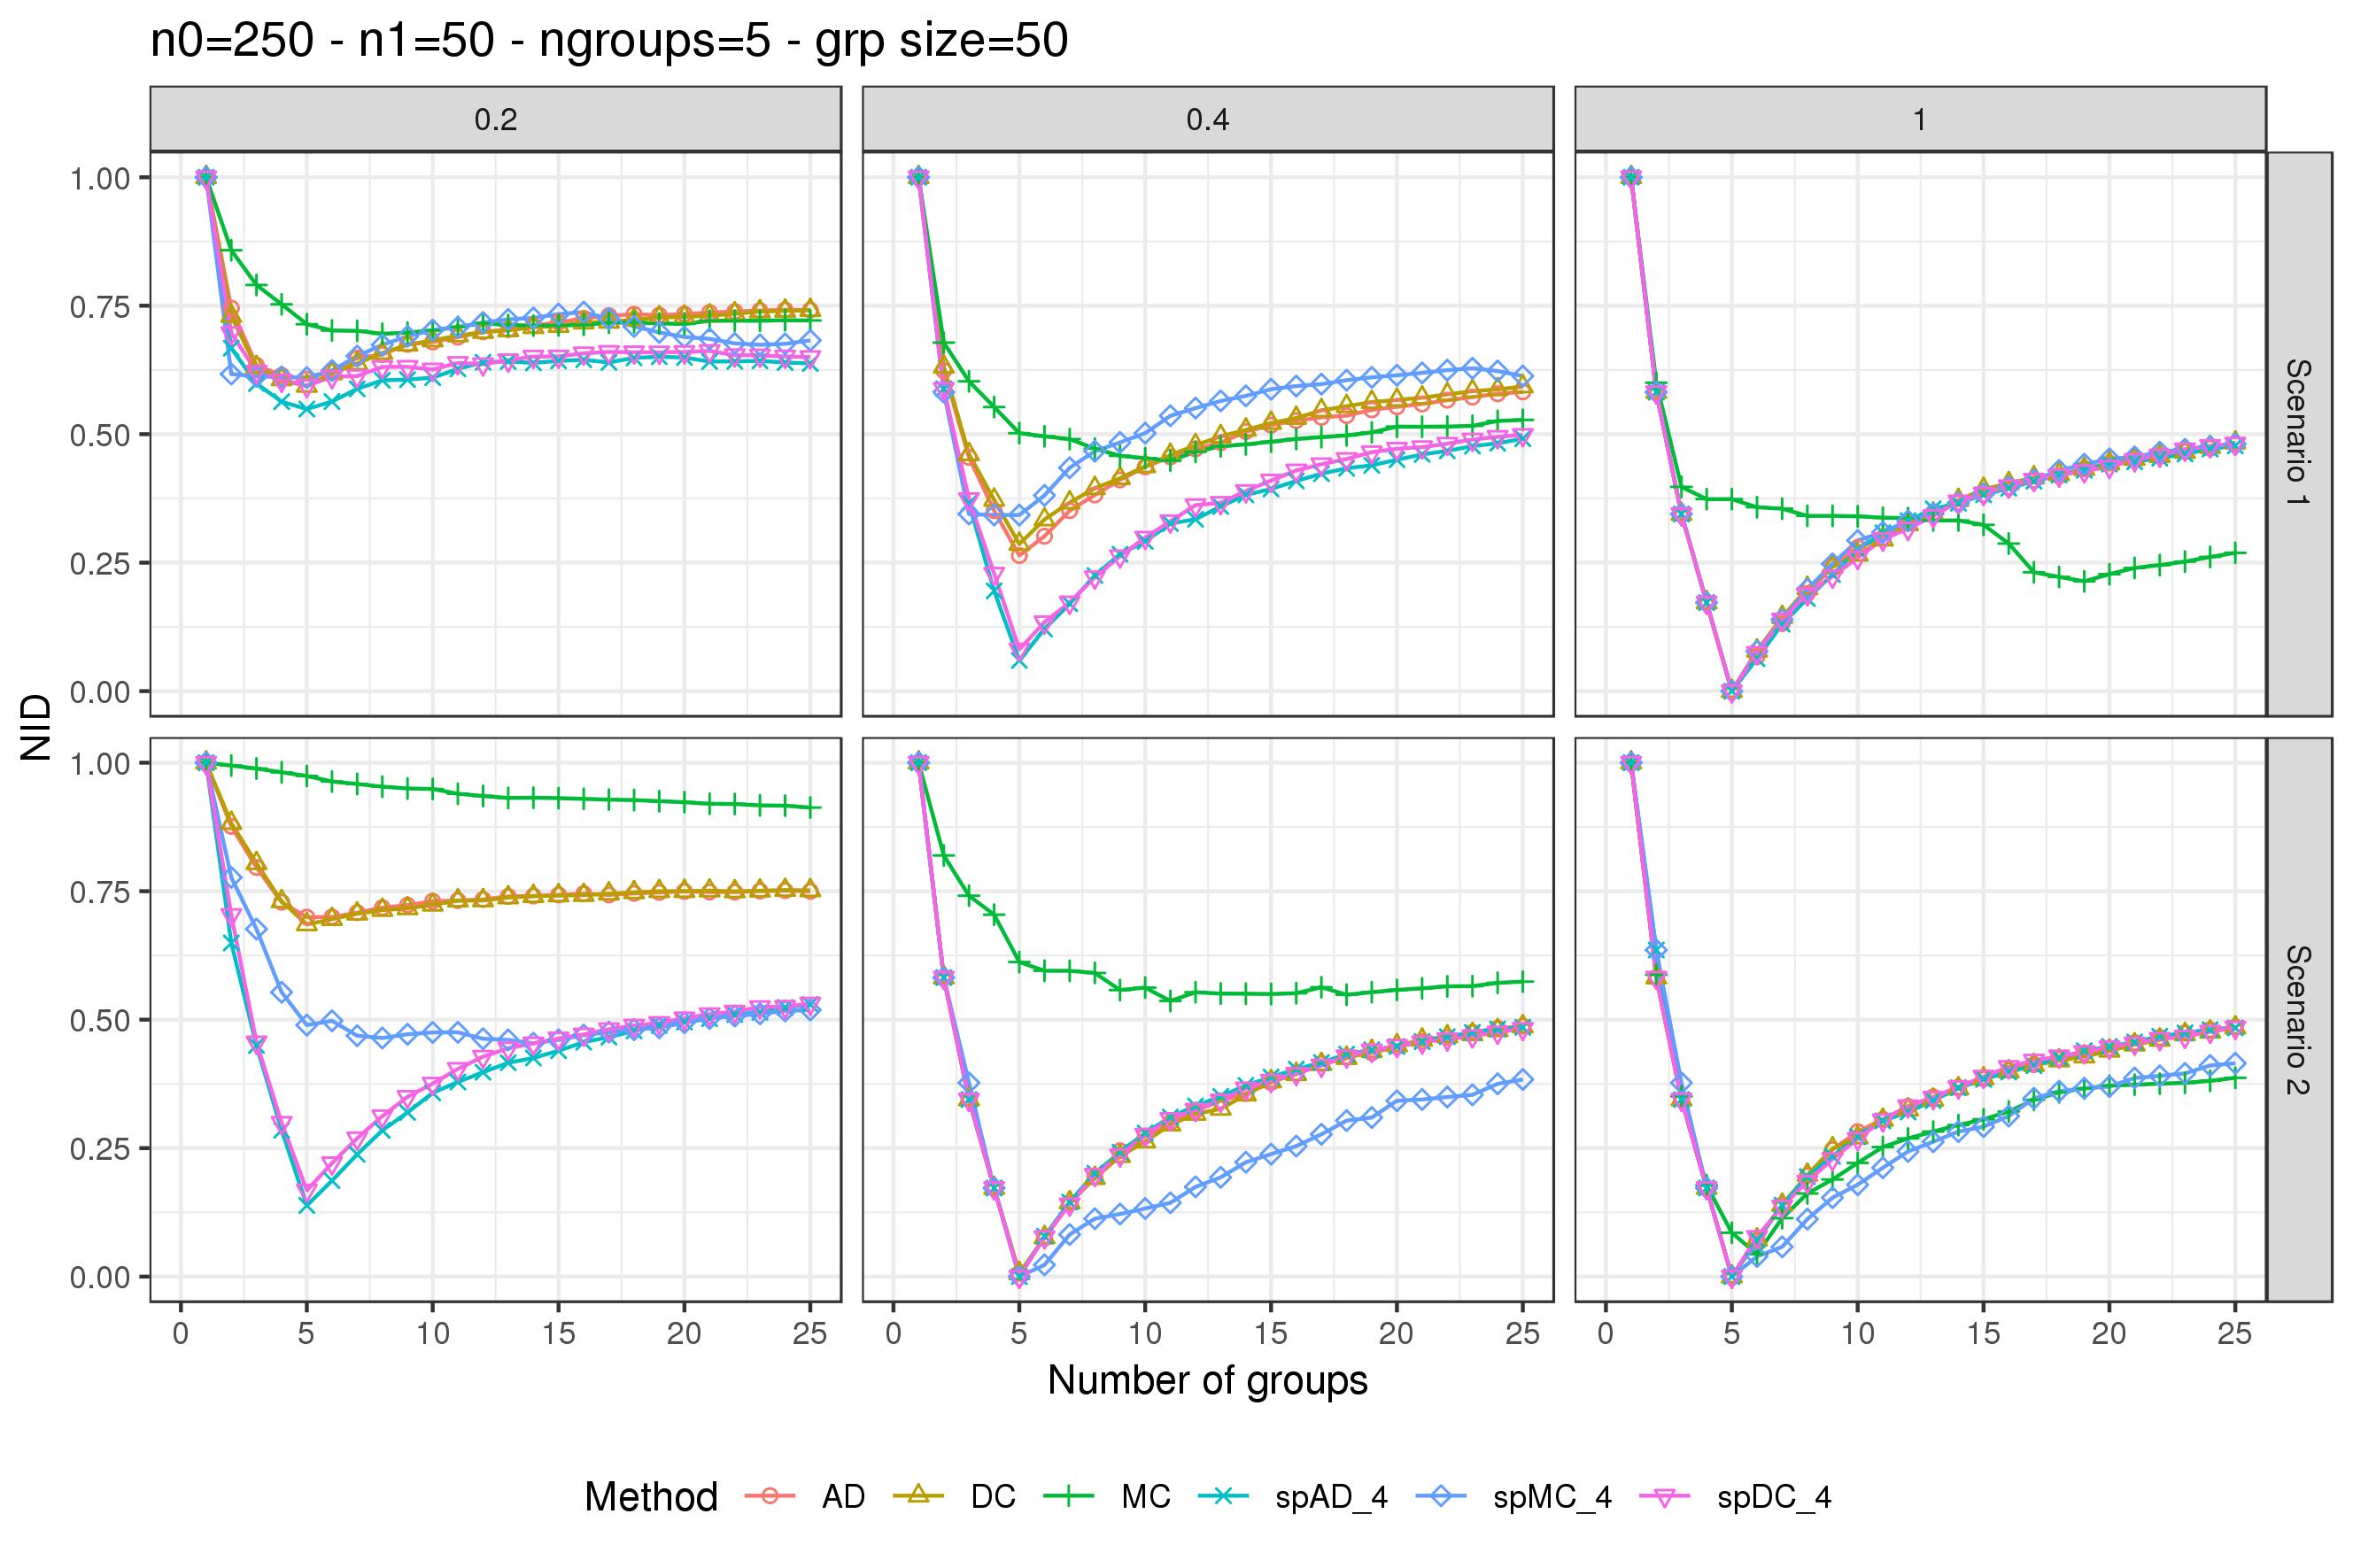 n0=250 - n1=50 - ngroups=5 - grp size=50
0.2 0.4 1
1.00
0.75
0.50
0.25
0.00
Scenario 1
NID
1.00
0.75
0.50
0.25
0.00
Scenario 2
0 5 10 15 20 25 0 5 10 15 20 25 0 5 10 15 20 25
Number of groups
Method AD DC MC spAD_4 spMC_4 spDC_4